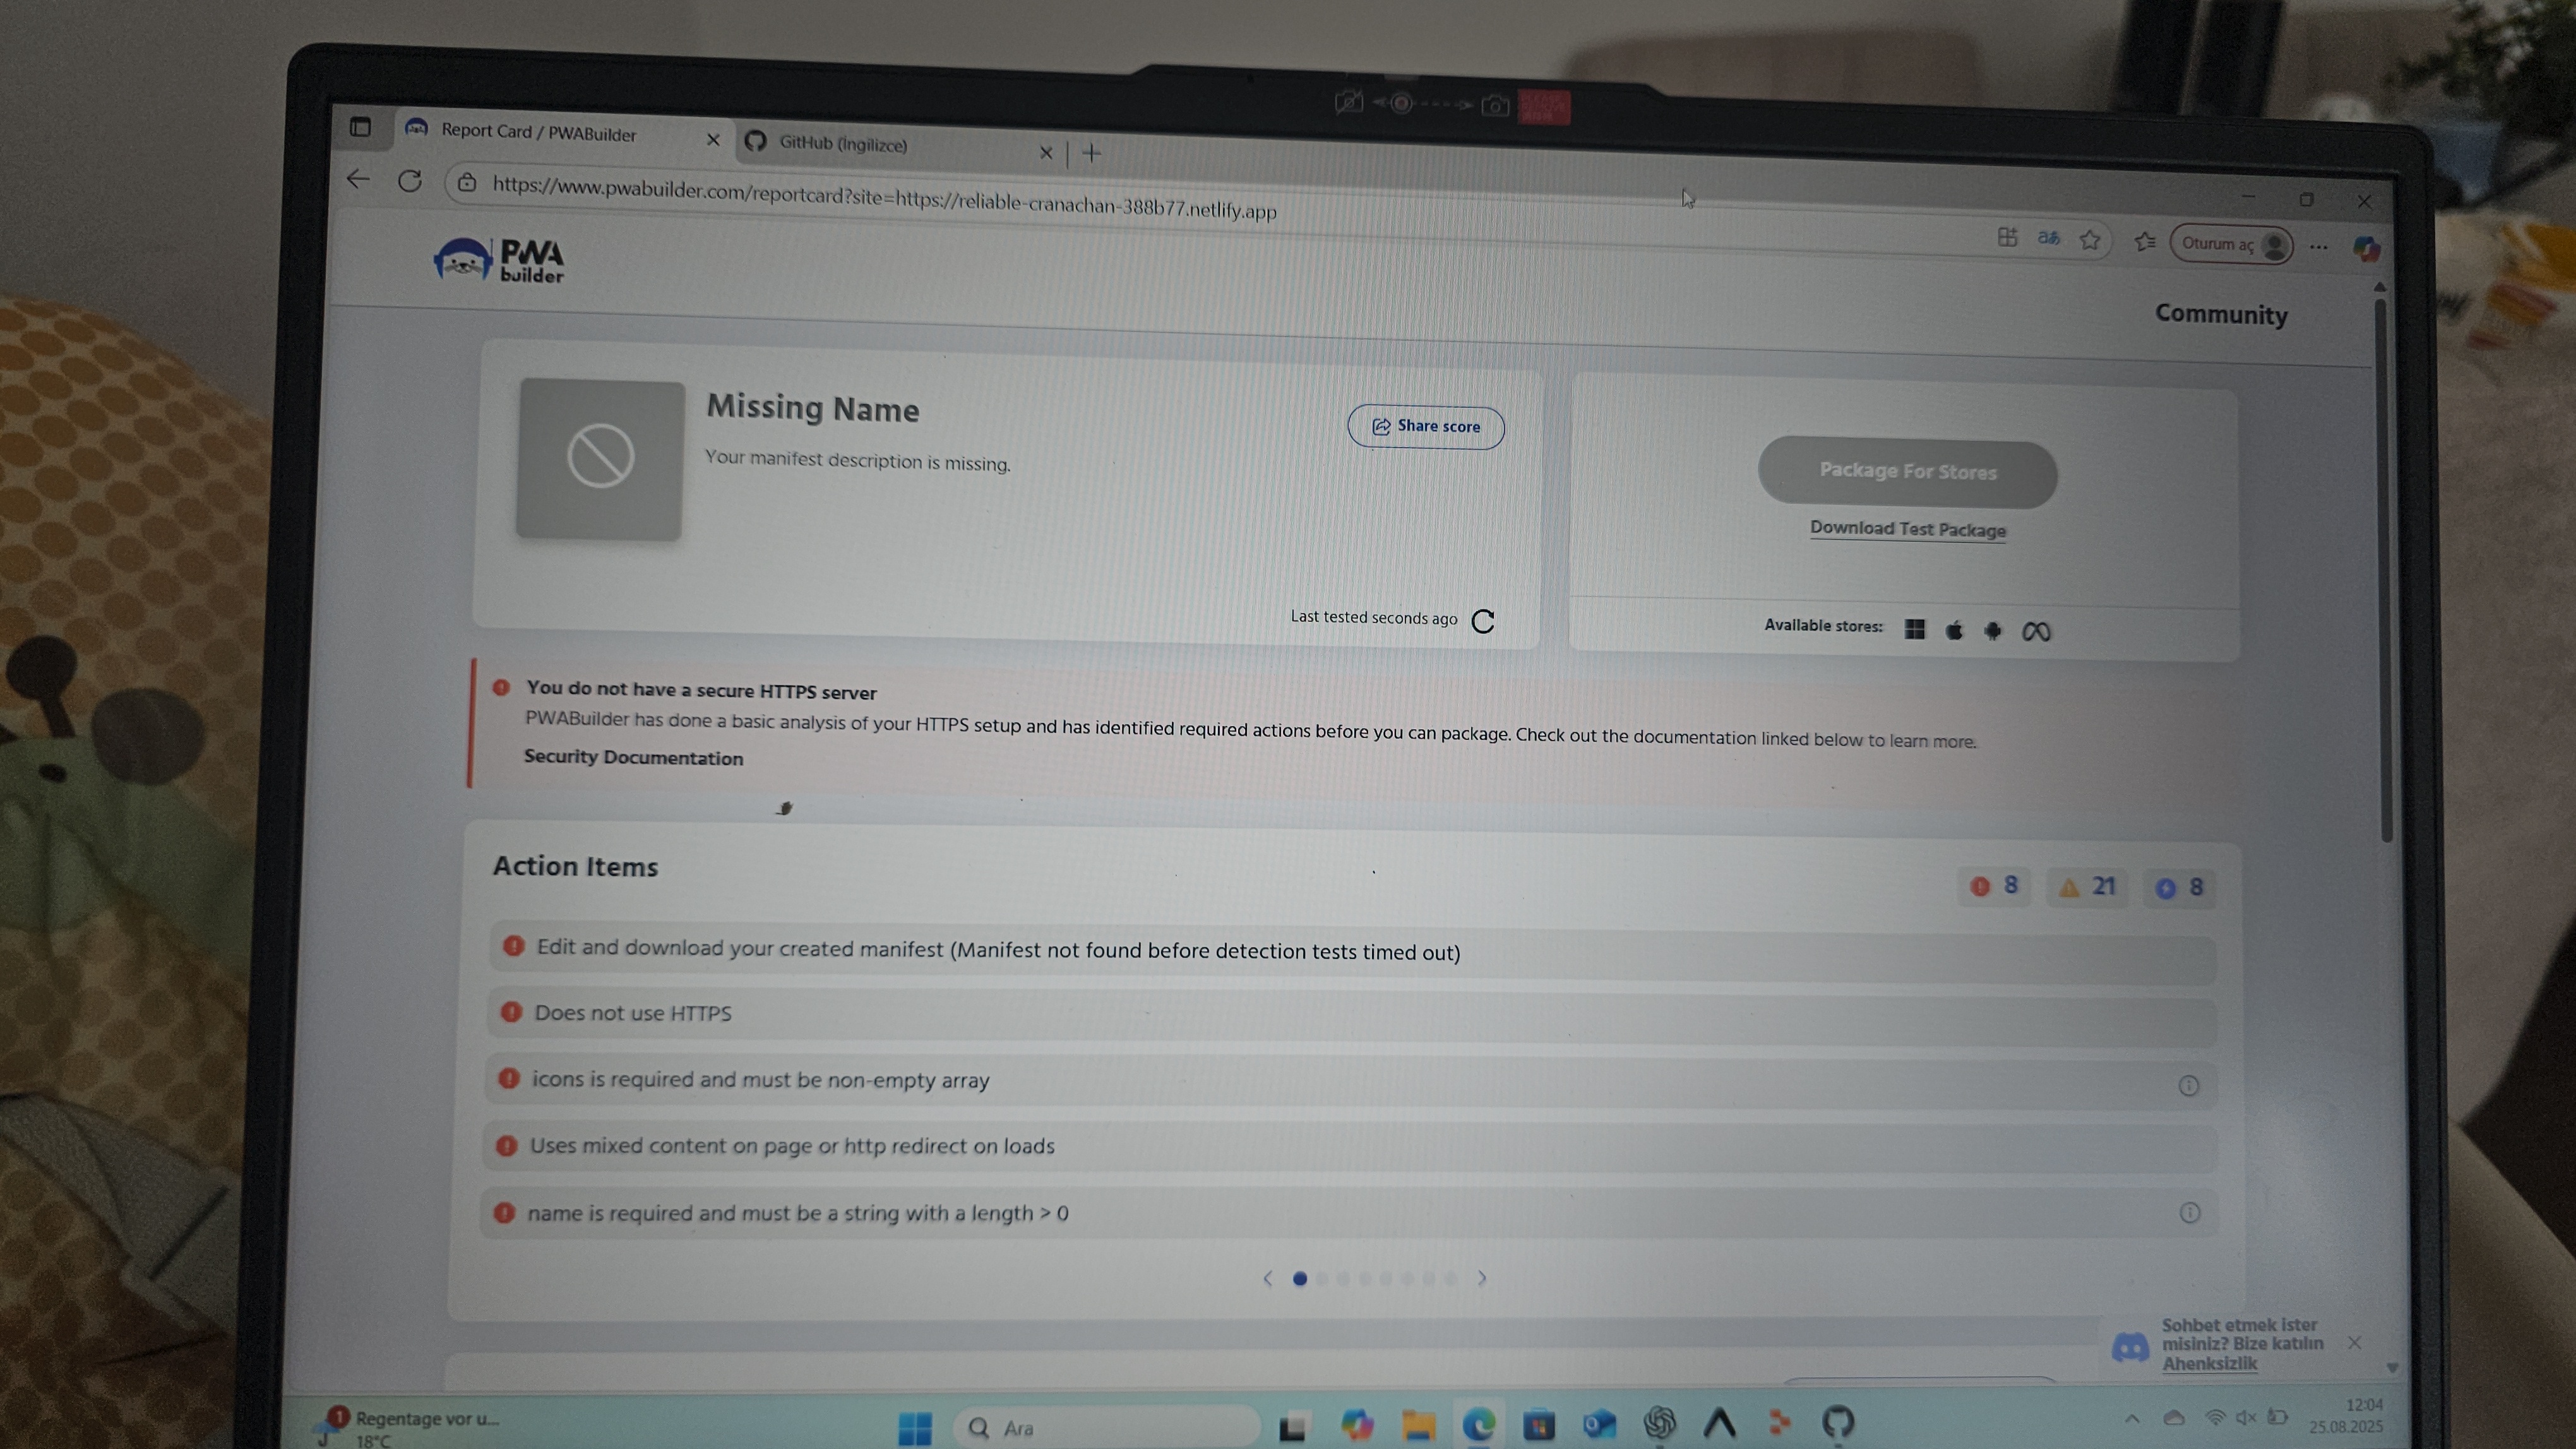 Report Card / PWABuilder
GitHub (İngilizce)
https://www.pwabuilder.com/reportcard?site=https://reliable-cranachan-388b77.netlify.app
aあ
Oturum aç
PWA
builder
Community
Missing Name
Your manifest description is missing.
Share score
Last tested seconds ago
Package For Stores
Download Test Package
Available stores:
You do not have a secure HTTPS server
PWABuilder has done a basic analysis of your HTTPS setup and has identified required actions before you can package. Check out the documentation linked below to learn more.
Security Documentation
Action Items
8
21
8
Edit and download your created manifest (Manifest not found before detection tests timed out)
Does not use HTTPS
icons is required and must be non-empty array
Uses mixed content on page or http redirect on loads
name is required and must be a string with a length > 0
Sohbet etmek ister
misiniz? Bize katılın
Ahenksizlik
1
Regentage vor u...
18°C
Ara
12:04
25.08.2025